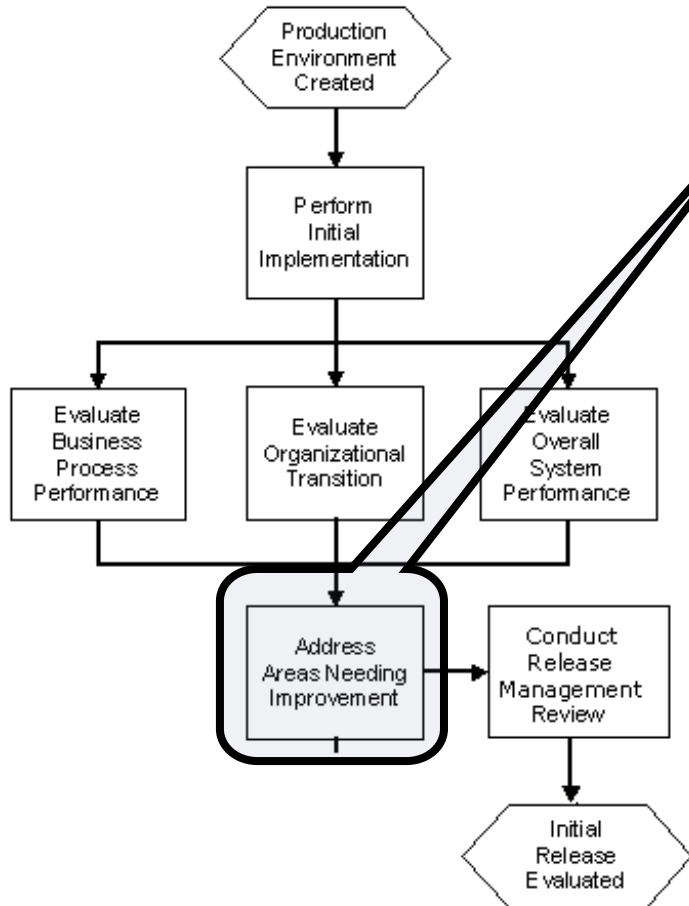 Production
Environment
Created
Perform
Initial
Implementation
Evaluate
Business
Process
Performance
Evaluate
Organizational
Transition
Evaluate
Overall
System
Performance
Address
Areas Needing
Improvement
Conduct
Release
Management
Review
Initial
Release
Evaluated